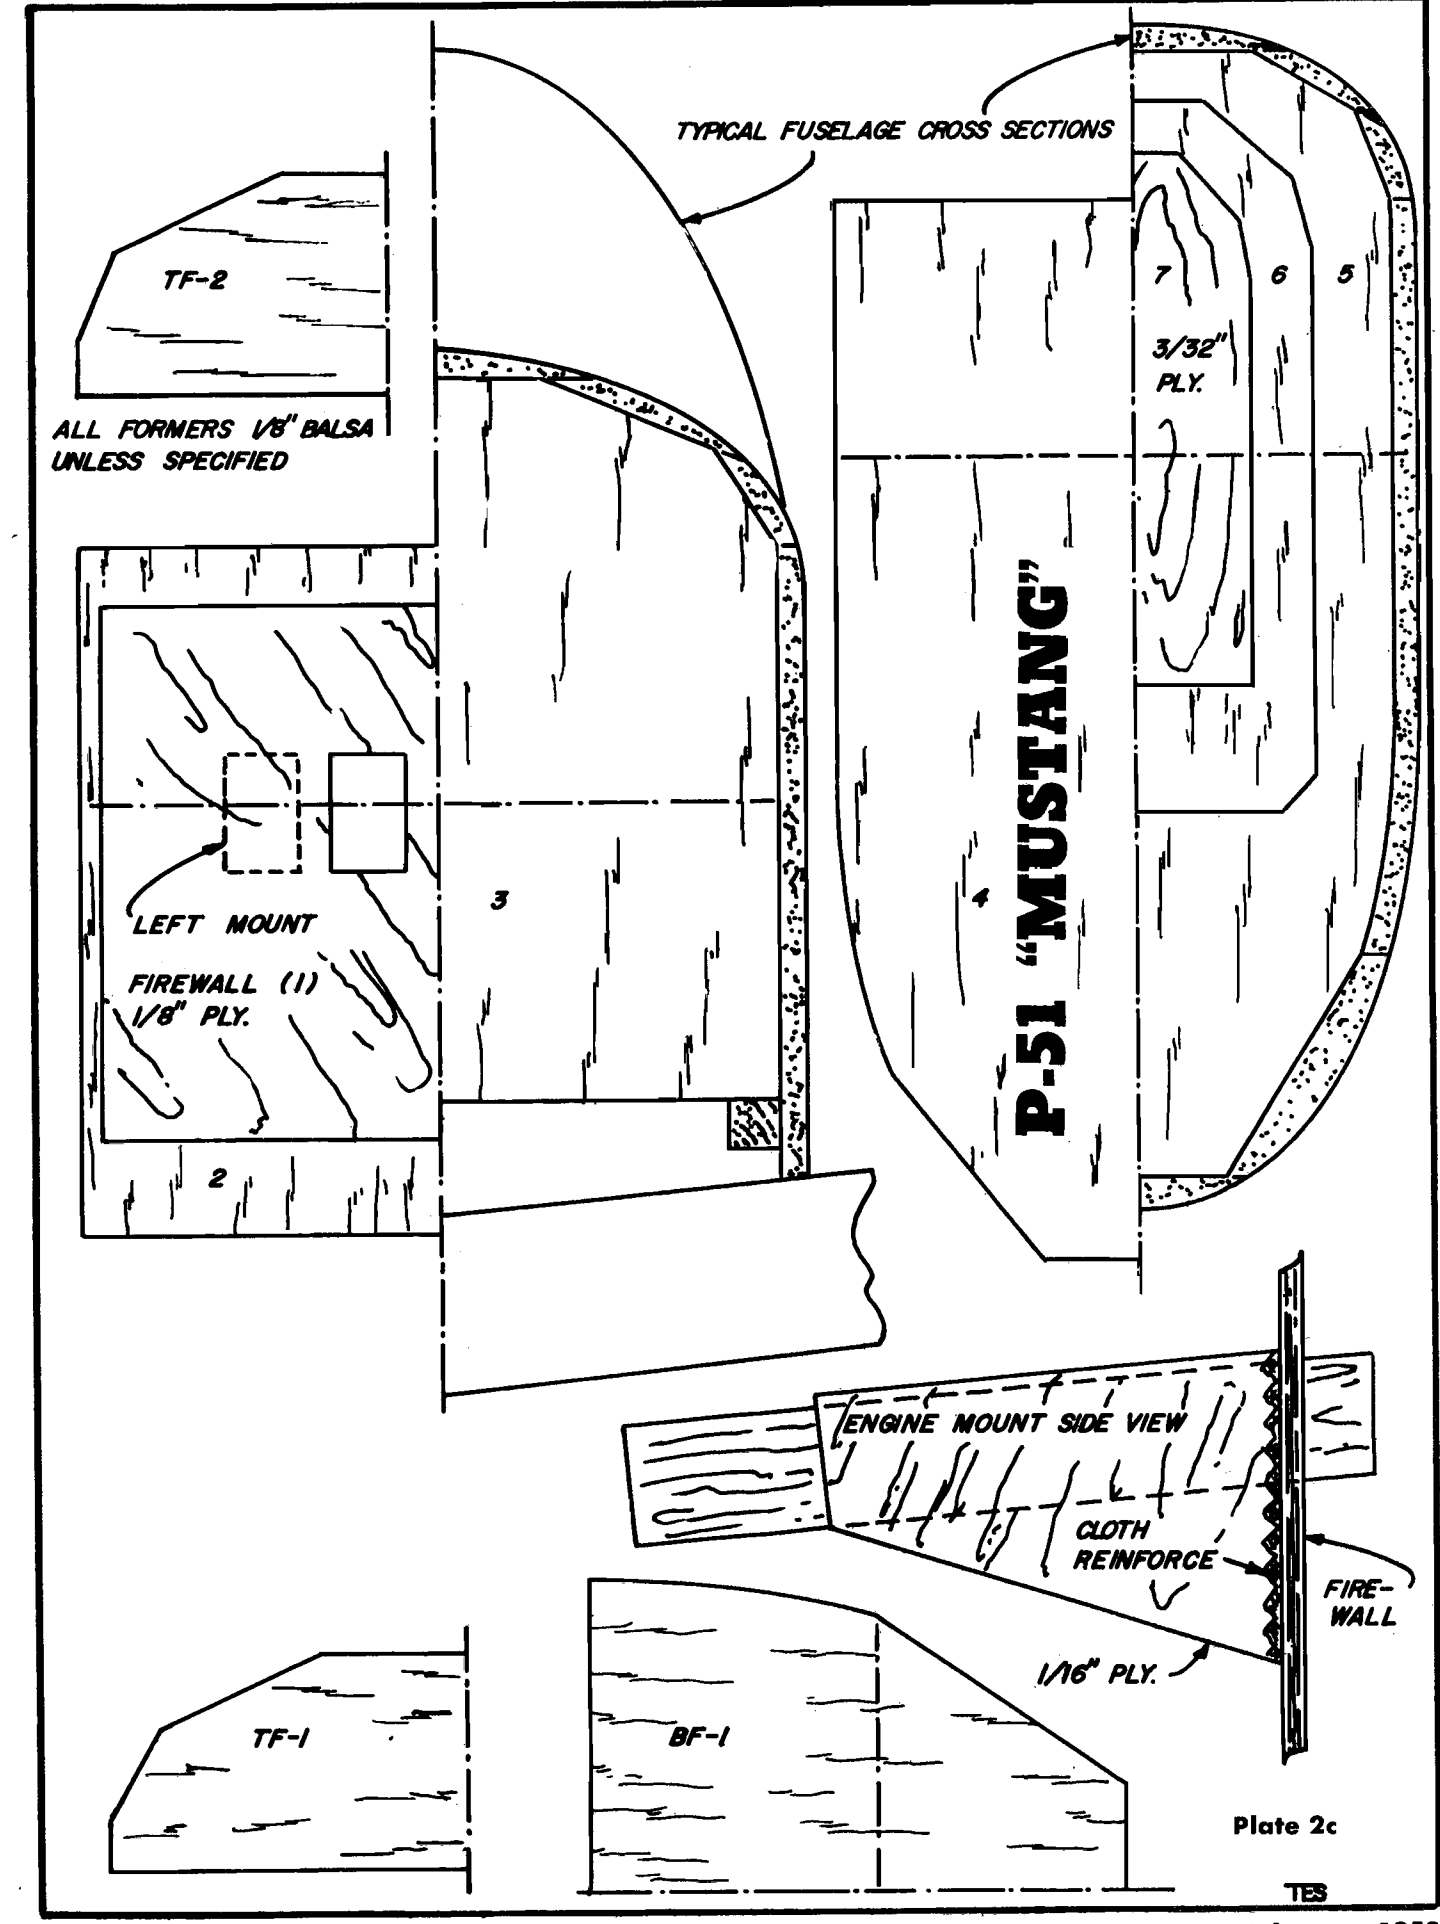 TYPICAL FUSELAGE CROSS SECTIONS
TF-2
ALL FORMERS 1/8" BALSA
UNLESS SPECIFIED
7
6
5
3/32"
PLY.
P-51 "MUSTANG"
3
4
LEFT MOUNT
FIREWALL (1)
1/8" PLY.
2
ENGINE MOUNT SIDE VIEW
CLOTH
REINFORCE
FIRE-
WALL
1/16" PLY.
TF-1
BF-1
Plate 2c
TES